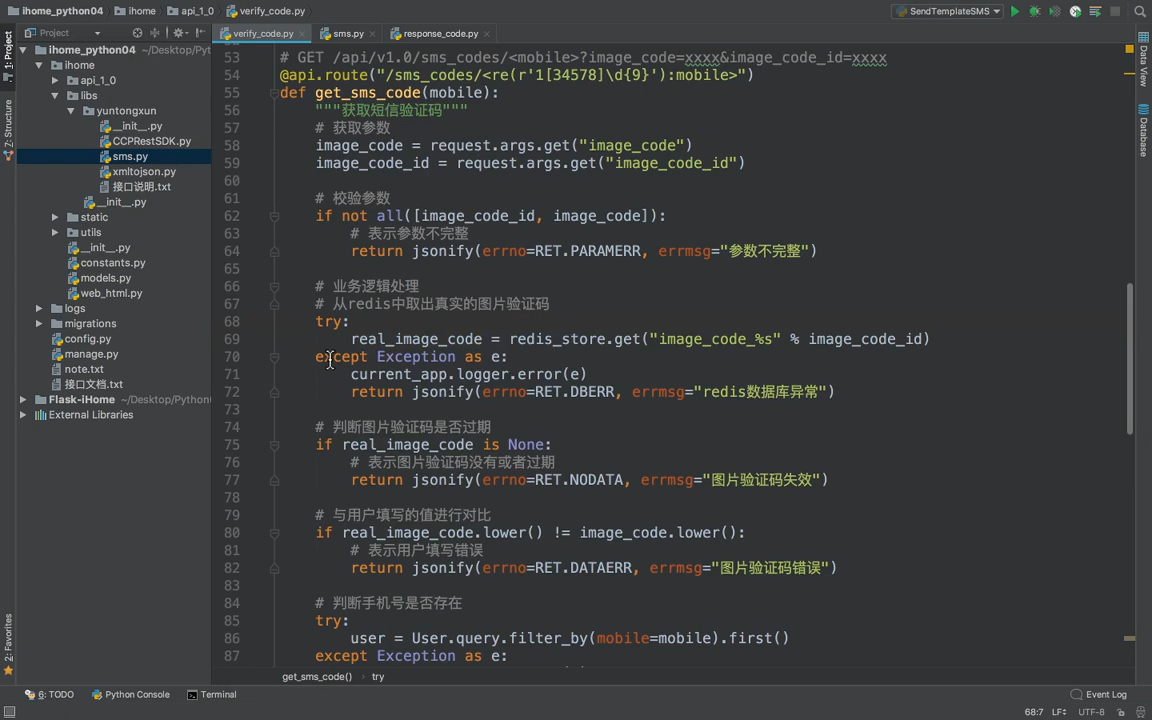 ihome_python04
ihome
api_1_0
verify_code.py
SendTemplateSMS
Project
verify_code.py
sms.py
response_code.py
1: Project
Z: Structure
2: Favorites
Data View
Database
ihome_python04 ~/Desktop/Pyt
ihome
api_1_0
libs
yuntongxun
__init__.py
CCPRestSDK.py
sms.py
xmltojson.py
接口说明.txt
__init__.py
static
utils
__init__.py
constants.py
models.py
web_html.py
logs
migrations
config.py
manage.py
note.txt
接口文档.txt
Flask-iHome ~/Desktop/Python
External Libraries
53 # GET /api/v1.0/sms_codes/<mobile>?image_code=xxxx&image_code_id=xxxx
54 @api.route("/sms_codes/<re(r'1[34578]\d{9}'):mobile>")
55 def get_sms_code(mobile):
56 """获取短信验证码"""
57 # 获取参数
58 image_code = request.args.get("image_code")
59 image_code_id = request.args.get("image_code_id")
60
61 # 校验参数
62 if not all([image_code_id, image_code]):
63 # 表示参数不完整
64 return jsonify(errno=RET.PARAMERR, errmsg="参数不完整")
65
66 # 业务逻辑处理
67 # 从redis中取出真实的图片验证码
68 try:
69 real_image_code = redis_store.get("image_code_%s" % image_code_id)
70 except Exception as e:
71 current_app.logger.error(e)
72 return jsonify(errno=RET.DBERR, errmsg="redis数据库异常")
73
74 # 判断图片验证码是否过期
75 if real_image_code is None:
76 # 表示图片验证码没有或者过期
77 return jsonify(errno=RET.NODATA, errmsg="图片验证码失效")
78
79 # 与用户填写的值进行对比
80 if real_image_code.lower() != image_code.lower():
81 # 表示用户填写错误
82 return jsonify(errno=RET.DATAERR, errmsg="图片验证码错误")
83
84 # 判断手机号是否存在
85 try:
86 user = User.query.filter_by(mobile=mobile).first()
87 except Exception as e:
get_sms_code() › try
6: TODO
Python Console
Terminal
Event Log
68:7 LF÷ UTF-8